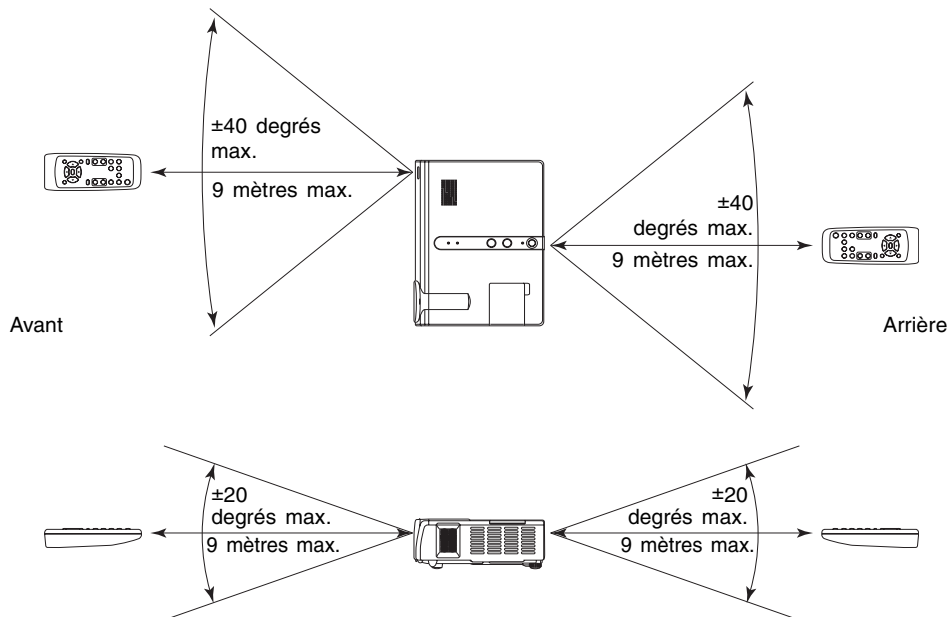 ±40 degrés
max.
9 mètres max.
±40
degrés max.
9 mètres max.
Avant
Arrière
±20
degrés max.
9 mètres max.
±20
degrés max.
9 mètres max.